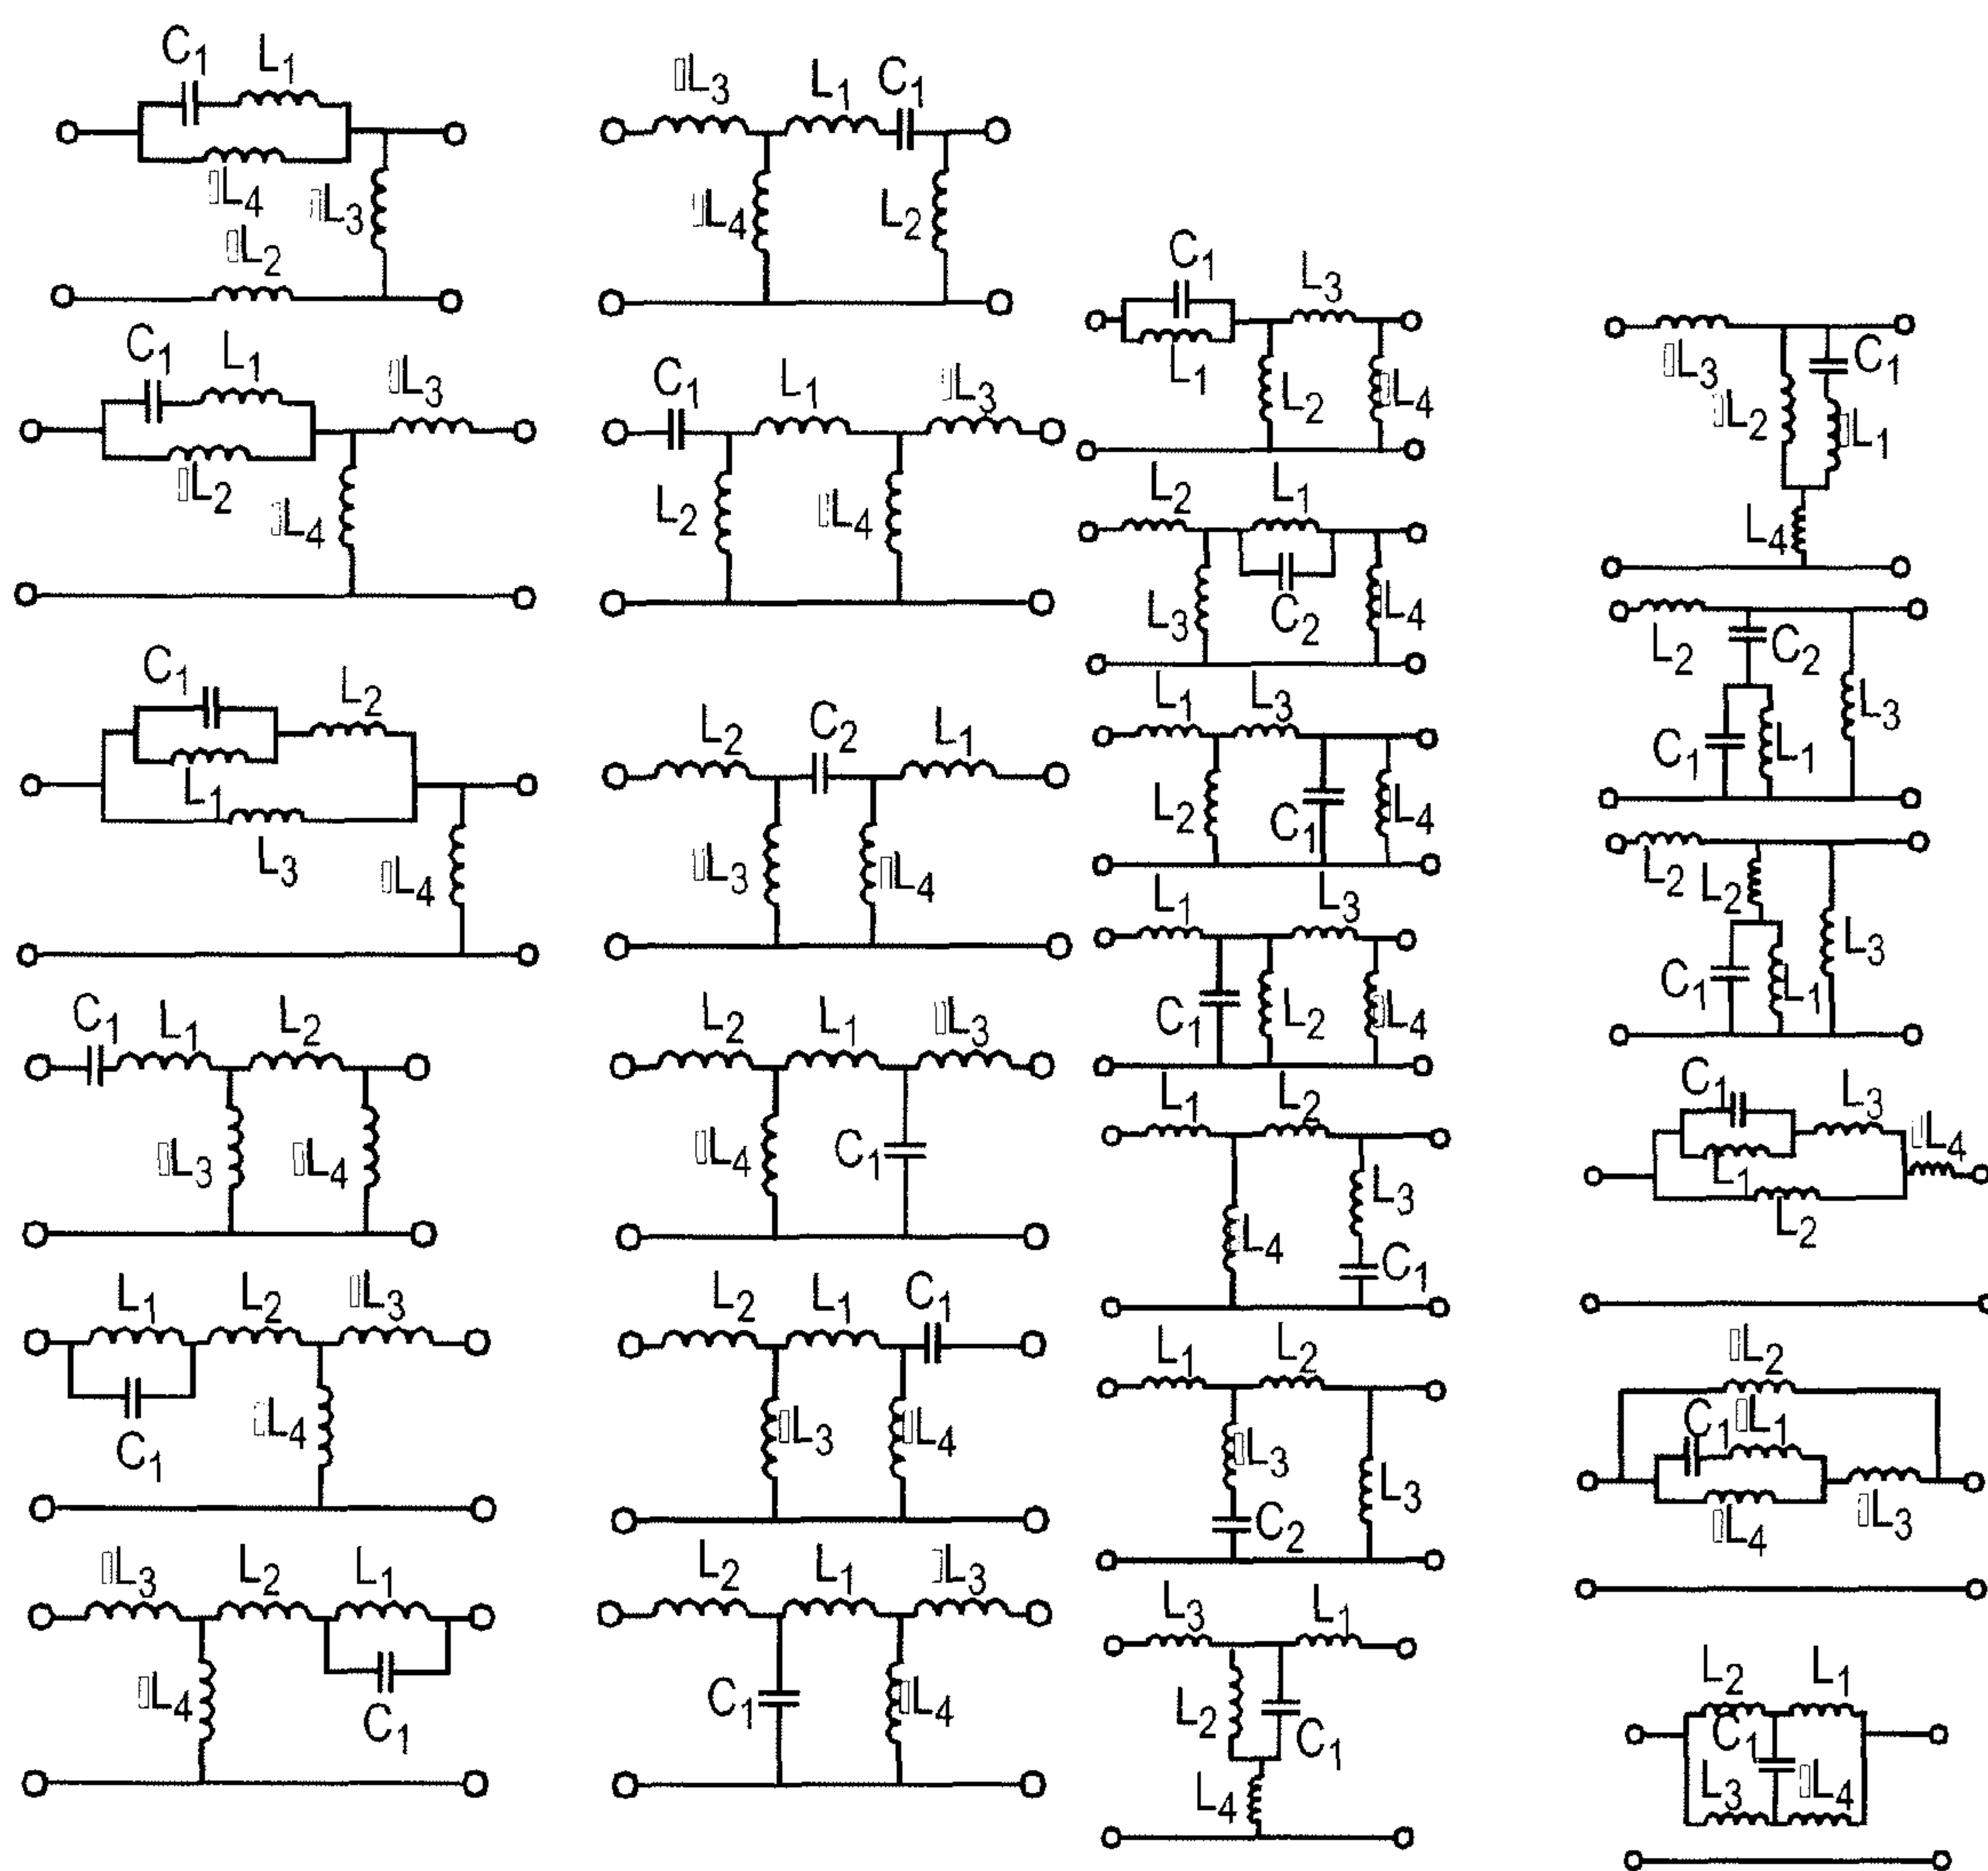 C1 L1
L4 L3
L2
C1 L1 L3
L2 L4
C1 L2
L1
L3 L4
C1 L1 L2
L3 L4
L1 L2 L3
C1 L4
L3 L2 L1
L4 C1
L3 L1 C1
L4 L2
C1 L1 L3
L2 L4
L2 C2 L1
L3 L4
L2 L1 L3
L4 C1
L2 L1 C1
L3 L4
L2 L1 L3
C1 L4
C1 L3
L1 L2 L4
L2 L1
L3 C2 L4
L1 L3
L2 C1 L4
L1 L3
C1 L2 L4
L1 L2
L4 L3
C1
L1 L2
L3 L3
C2
L3 L1
L2 C1
L4
L3 C1
L2 L1
L4
L2 C2
L3
C1 L1
L2 L2
L3
C1 L1
C1 L3 L4
L1
L2
L2
C1 L1
L4 L3
L2 L1
C1
L3 L4